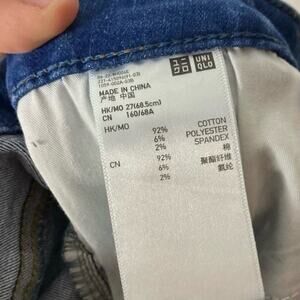 ユニ
クロ
UNI
QLO
MADE IN CHINA
产地 中国
HK/MO 27(68.5cm)
CN 160/68A
HK/MO 92% COTTON
6% POLYESTER
2% SPANDEX
CN 92% 棉
6% 聚酯纤维
2% 氨纶